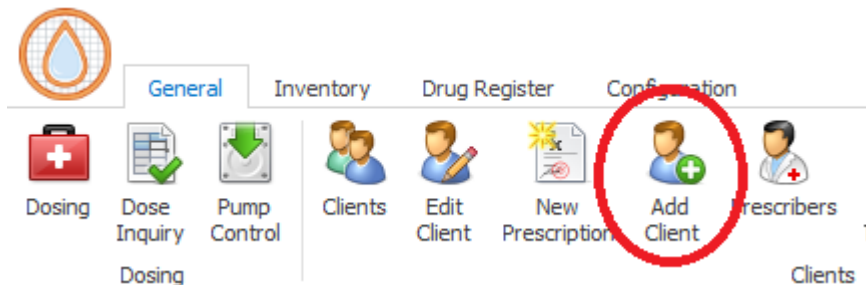 General Inventory Drug Register Configuration
Dosing Dose Inquiry Pump Control Clients Edit Client New Prescription Add Client Prescribers
Dosing Clients